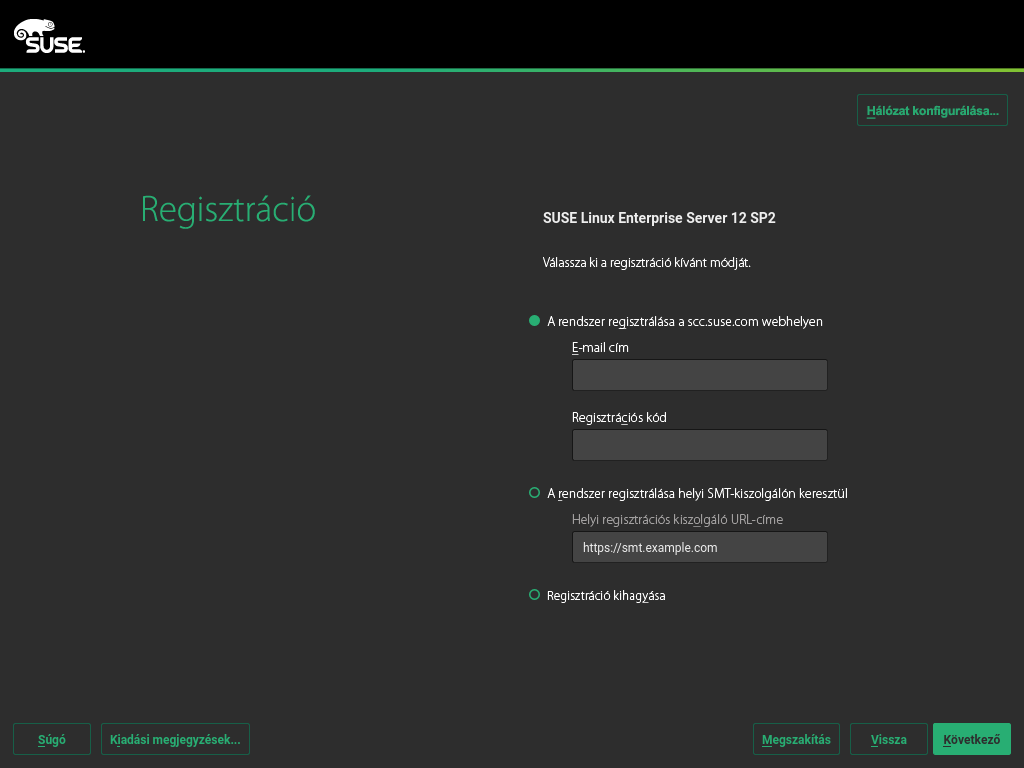 SUSE.
Hálózat konfigurálása...
Regisztráció
SUSE Linux Enterprise Server 12 SP2
Válassza ki a regisztráció kívánt módját.
A rendszer regisztrálása a scc.suse.com webhelyen
E-mail cím
Regisztrációs kód
A rendszer regisztrálása helyi SMT-kiszolgálón keresztül
Helyi regisztrációs kiszolgáló URL-címe
https://smt.example.com
Regisztráció kihagyása
Súgó
Kiadási megjegyzések...
Megszakítás
Vissza
Következő